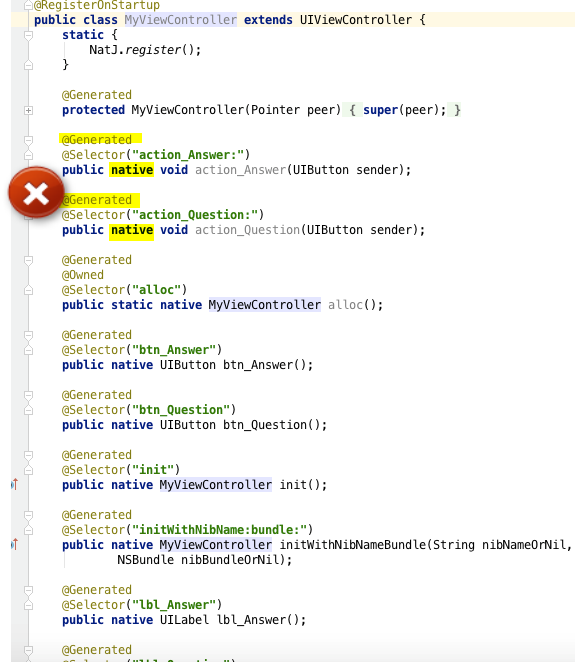 @RegisterOnStartup
public class MyViewController extends UIViewController {
static {
NatJ.register();
}
@Generated
protected MyViewController(Pointer peer) { super(peer); }
@Generated
@Selector("action_Answer:")
public native void action_Answer(UIButton sender);
@Generated
@Selector("action_Question:")
public native void action_Question(UIButton sender);
@Generated
@Owned
@Selector("alloc")
public static native MyViewController alloc();
@Generated
@Selector("btn_Answer")
public native UIButton btn_Answer();
@Generated
@Selector("btn_Question")
public native UIButton btn_Question();
@Generated
@Selector("init")
public native MyViewController init();
@Generated
@Selector("initWithNibName:bundle:")
public native MyViewController initWithNibNameBundle(String nibNameOrNil,
NSBundle nibBundleOrNil);
@Generated
@Selector("lbl_Answer")
public native UILabel lbl_Answer();
@Generated